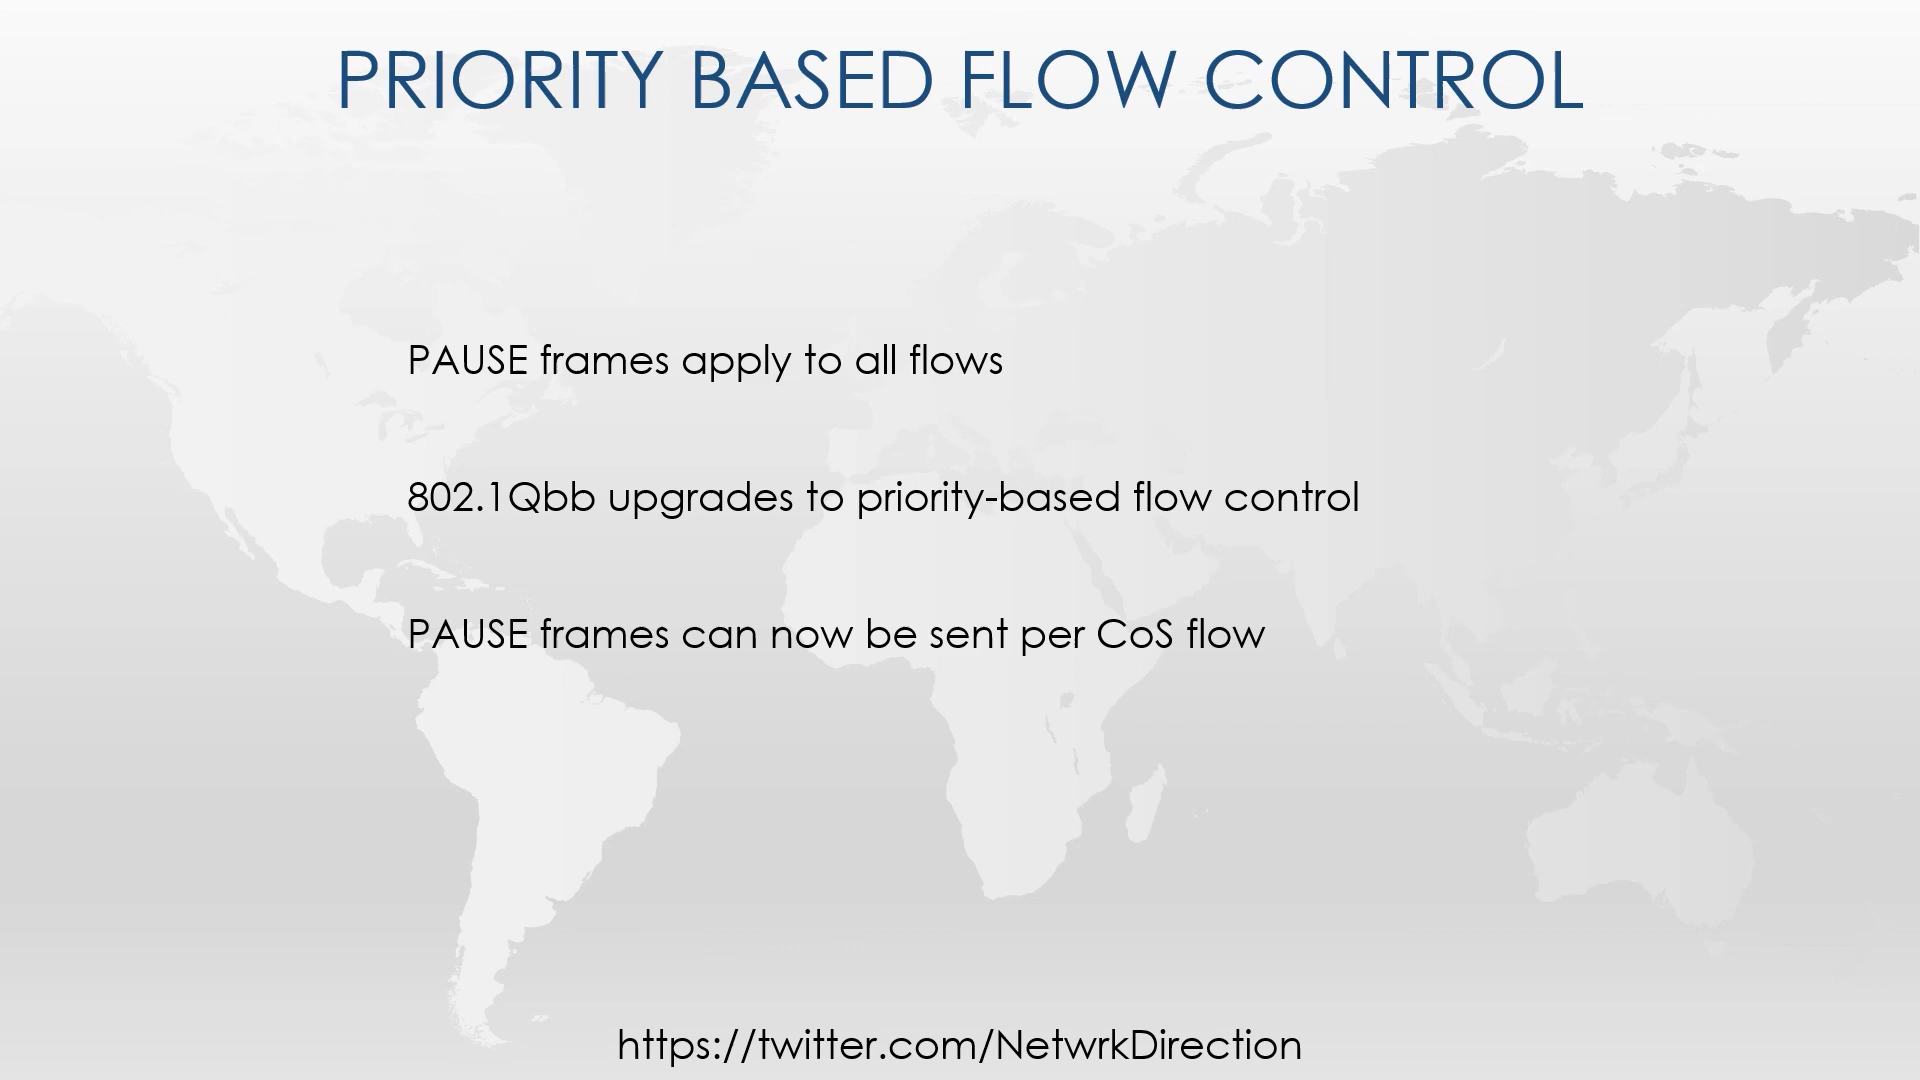 PRIORITY BASED FLOW CONTROL
PAUSE frames apply to all flows
802.1Qbb upgrades to priority-based flow control
PAUSE frames can now be sent per CoS flow
https://twitter.com/NetwrkDirection